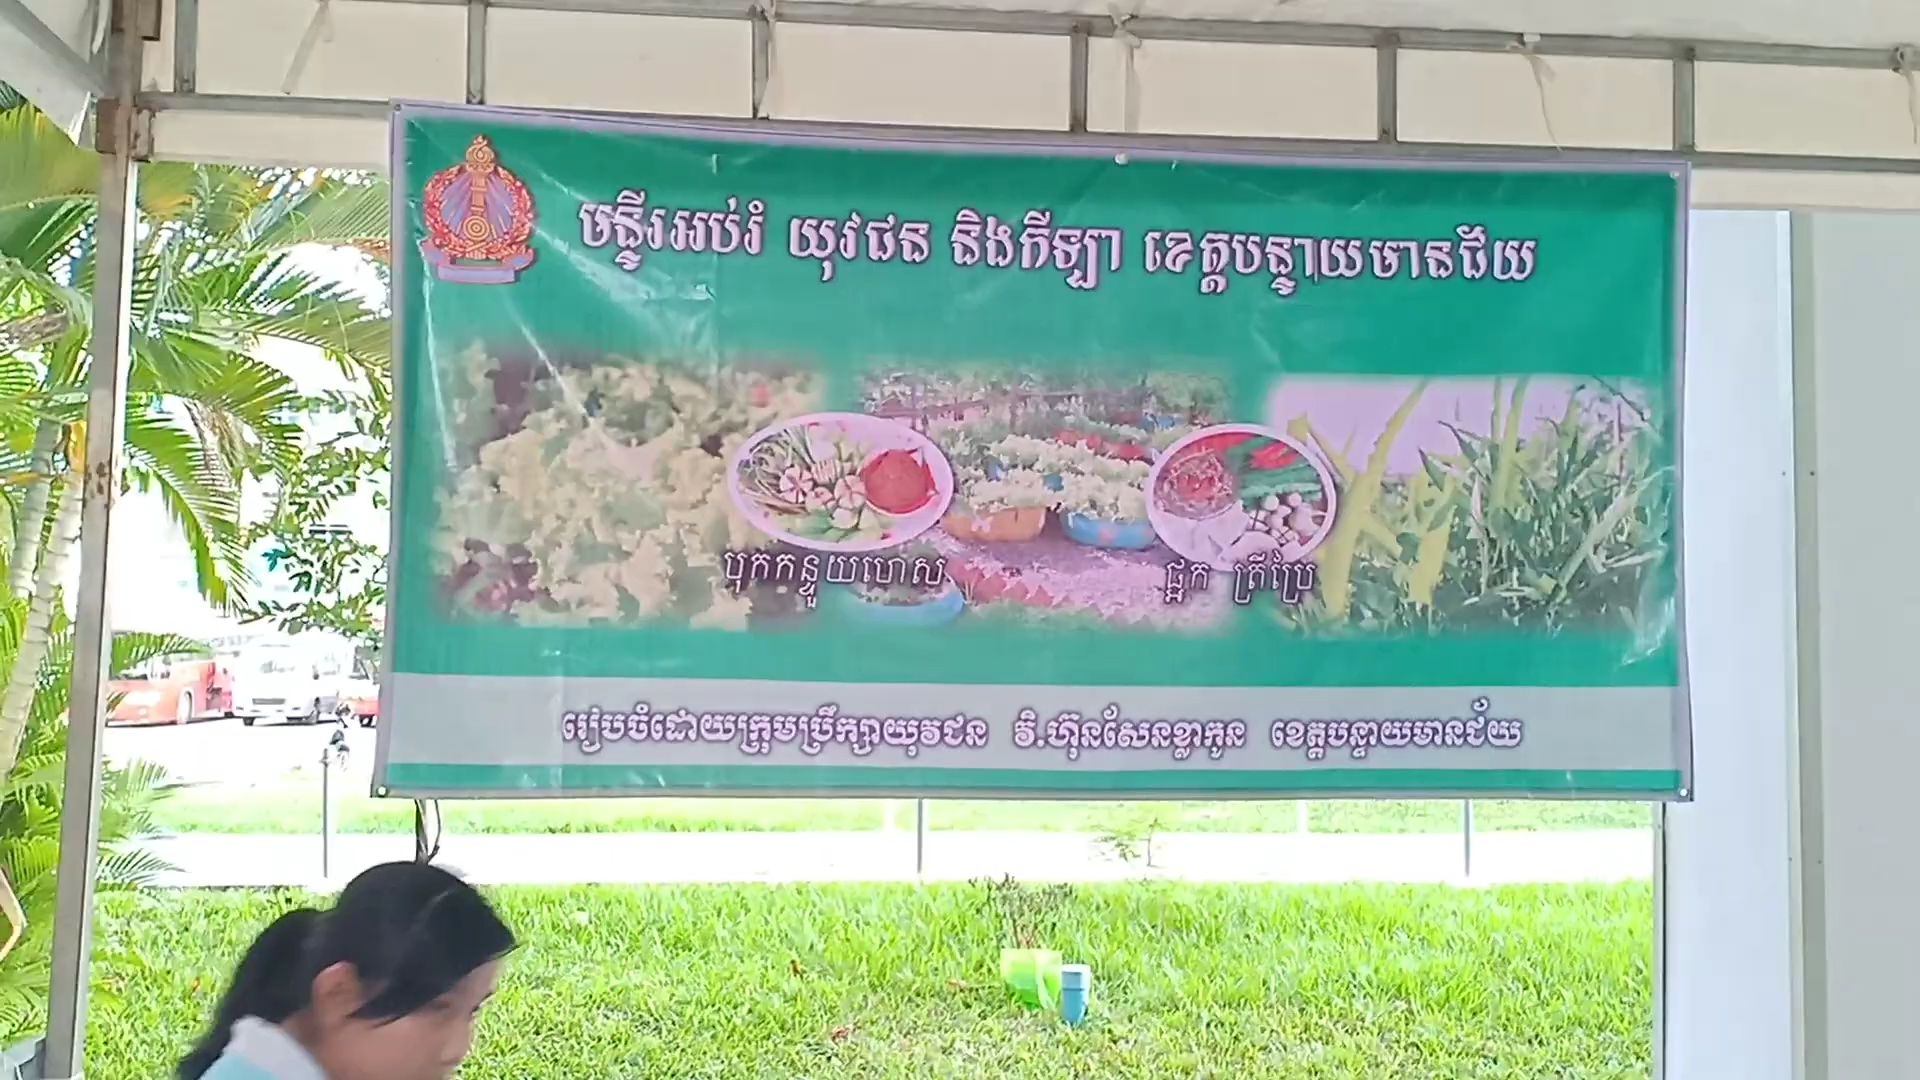 មន្ទីរអប់រំ យុវជន និងកីឡា ខេត្តបន្ទាយមានជ័យ
បុកកន្ទួយហេស
ផ្អក ត្រីប្រៃ
រៀបចំដោយក្រុមប្រឹក្សាយុវជន វិ.ហ៊ុនសែនខ្លាកូន ខេត្តបន្ទាយមានជ័យ